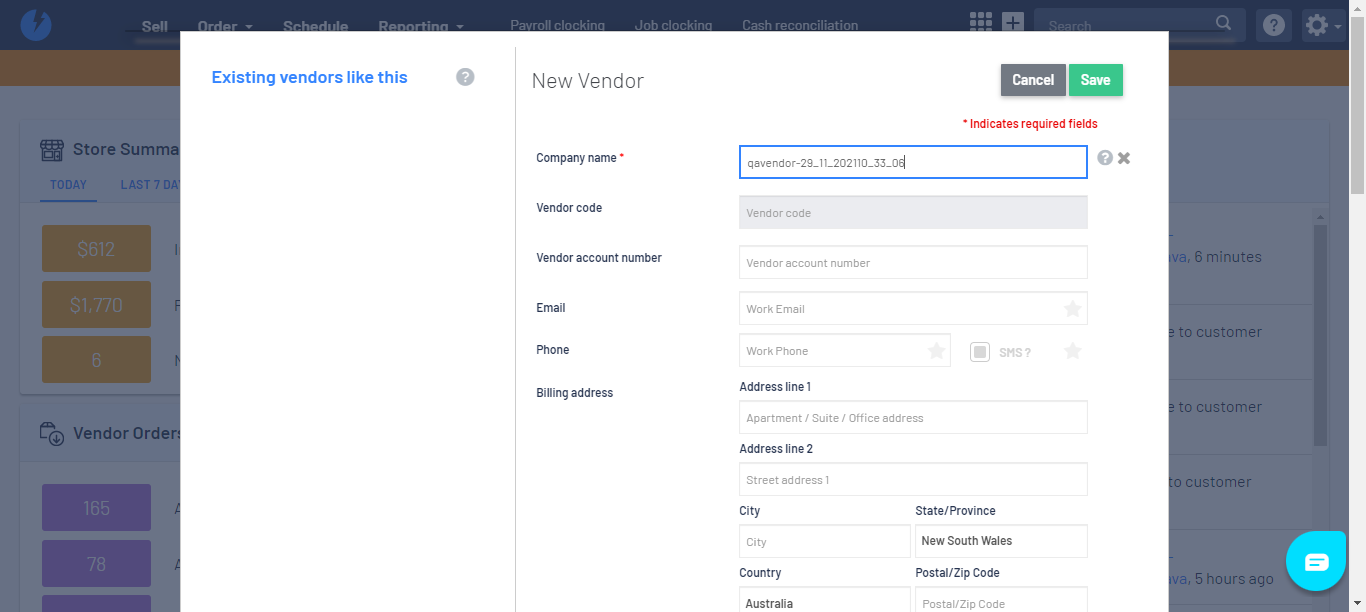 Sell Order Schedule Reporting Payroll clocking Job clocking Cash reconciliation Search ?
Existing vendors like this ?
New Vendor
Cancel Save
* Indicates required fields
Company name * qavendor-29_11_202110_33_06 ?
Vendor code Vendor code
Vendor account number Vendor account number
Email Work Email
Phone Work Phone SMS ?
Billing address Address line 1
Apartment / Suite / Office address
Address line 2
Street address 1
City State/Province
City New South Wales
Country Postal/Zip Code
Australia Postal/Zip Code
Store Summa
TODAY LAST 7 DA
$612
$1,770
6
Vendor Orders
165
78
, 6 minutes
e to customer
e to customer
to customer
, 5 hours ago